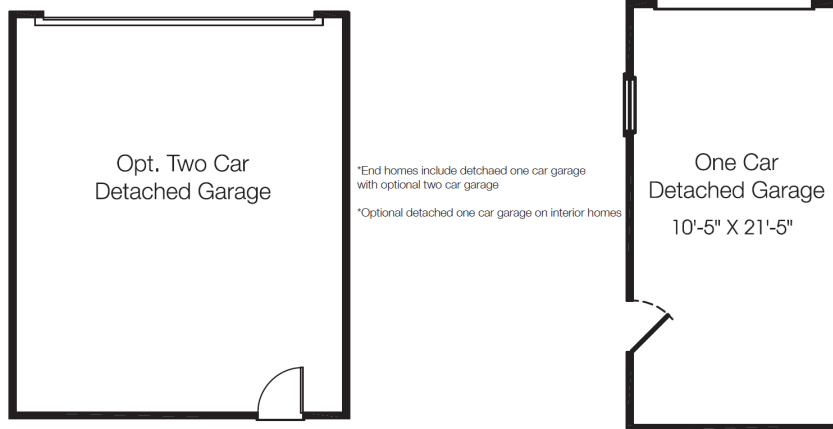 Opt. Two Car
Detached Garage
*End homes include detchaed one car garage
with optional two car garage
*Optional detached one car garage on interior homes
One Car
Detached Garage
10'-5" X 21'-5"